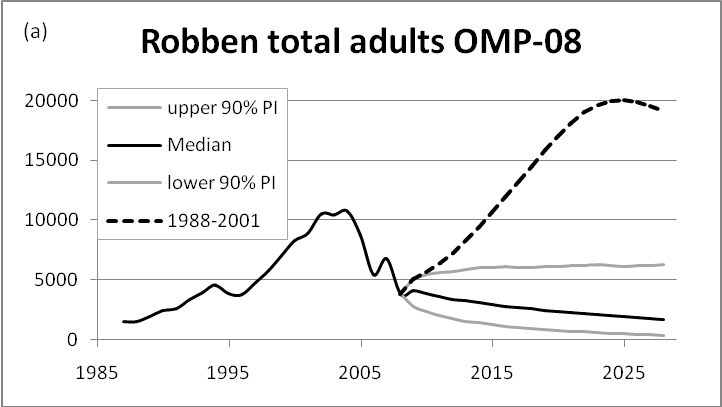 (a)
Robben total adults OMP-08
upper 90% PI
Median
lower 90% PI
1988-2001
20000
15000
10000
5000
0
1985
1995
2005
2015
2025